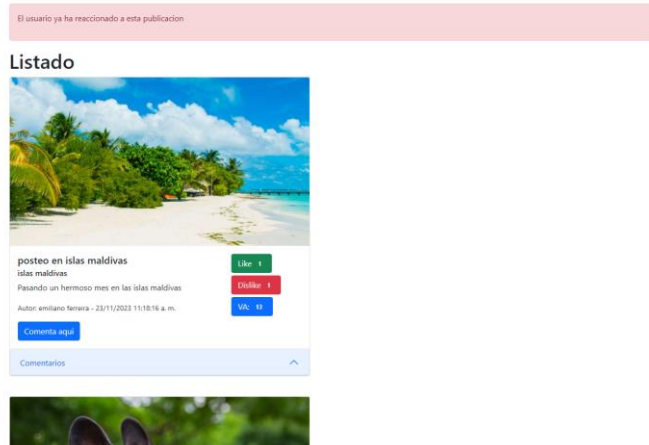 El usuario ya ha reaccionado a esta publicacion
Listado
posteo en islas maldivas
islas maldivas
Pasando un hermoso mes en las islas maldivas
Autor: emiliano ferreira - 23/11/2023 11:18:16 a. m.
Like 1
Dislike 1
VA: 13
Comenta aqui
Comentarios